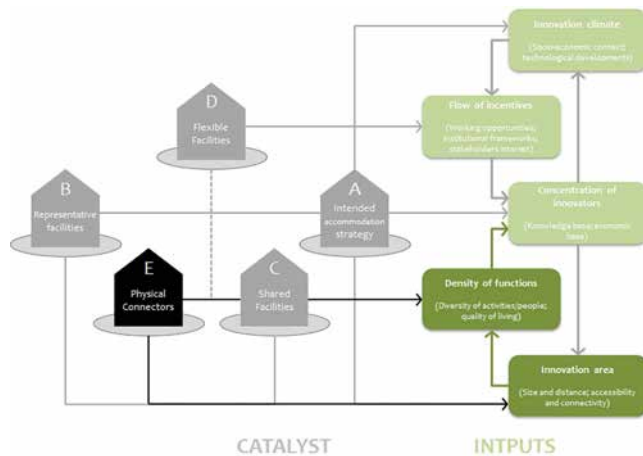 Innovation climate
(Socio-economic context;
technological developments)
D
Flexible
Facilities
Flow of incentives
(Working opportunities;
institutional frameworks;
stakeholders interest)
B
Representative
facilities
A
Intended
accommodation
strategy
Concentration of
innovators
(Knowledge base; economic
base)
E
Physical
Connectors
C
Shared
Facilities
Density of functions
(Diversity of activities/people;
quality of living)
Innovation area
(Size and distance; accessibility
and connectivity)
CATALYST
INTPUTS